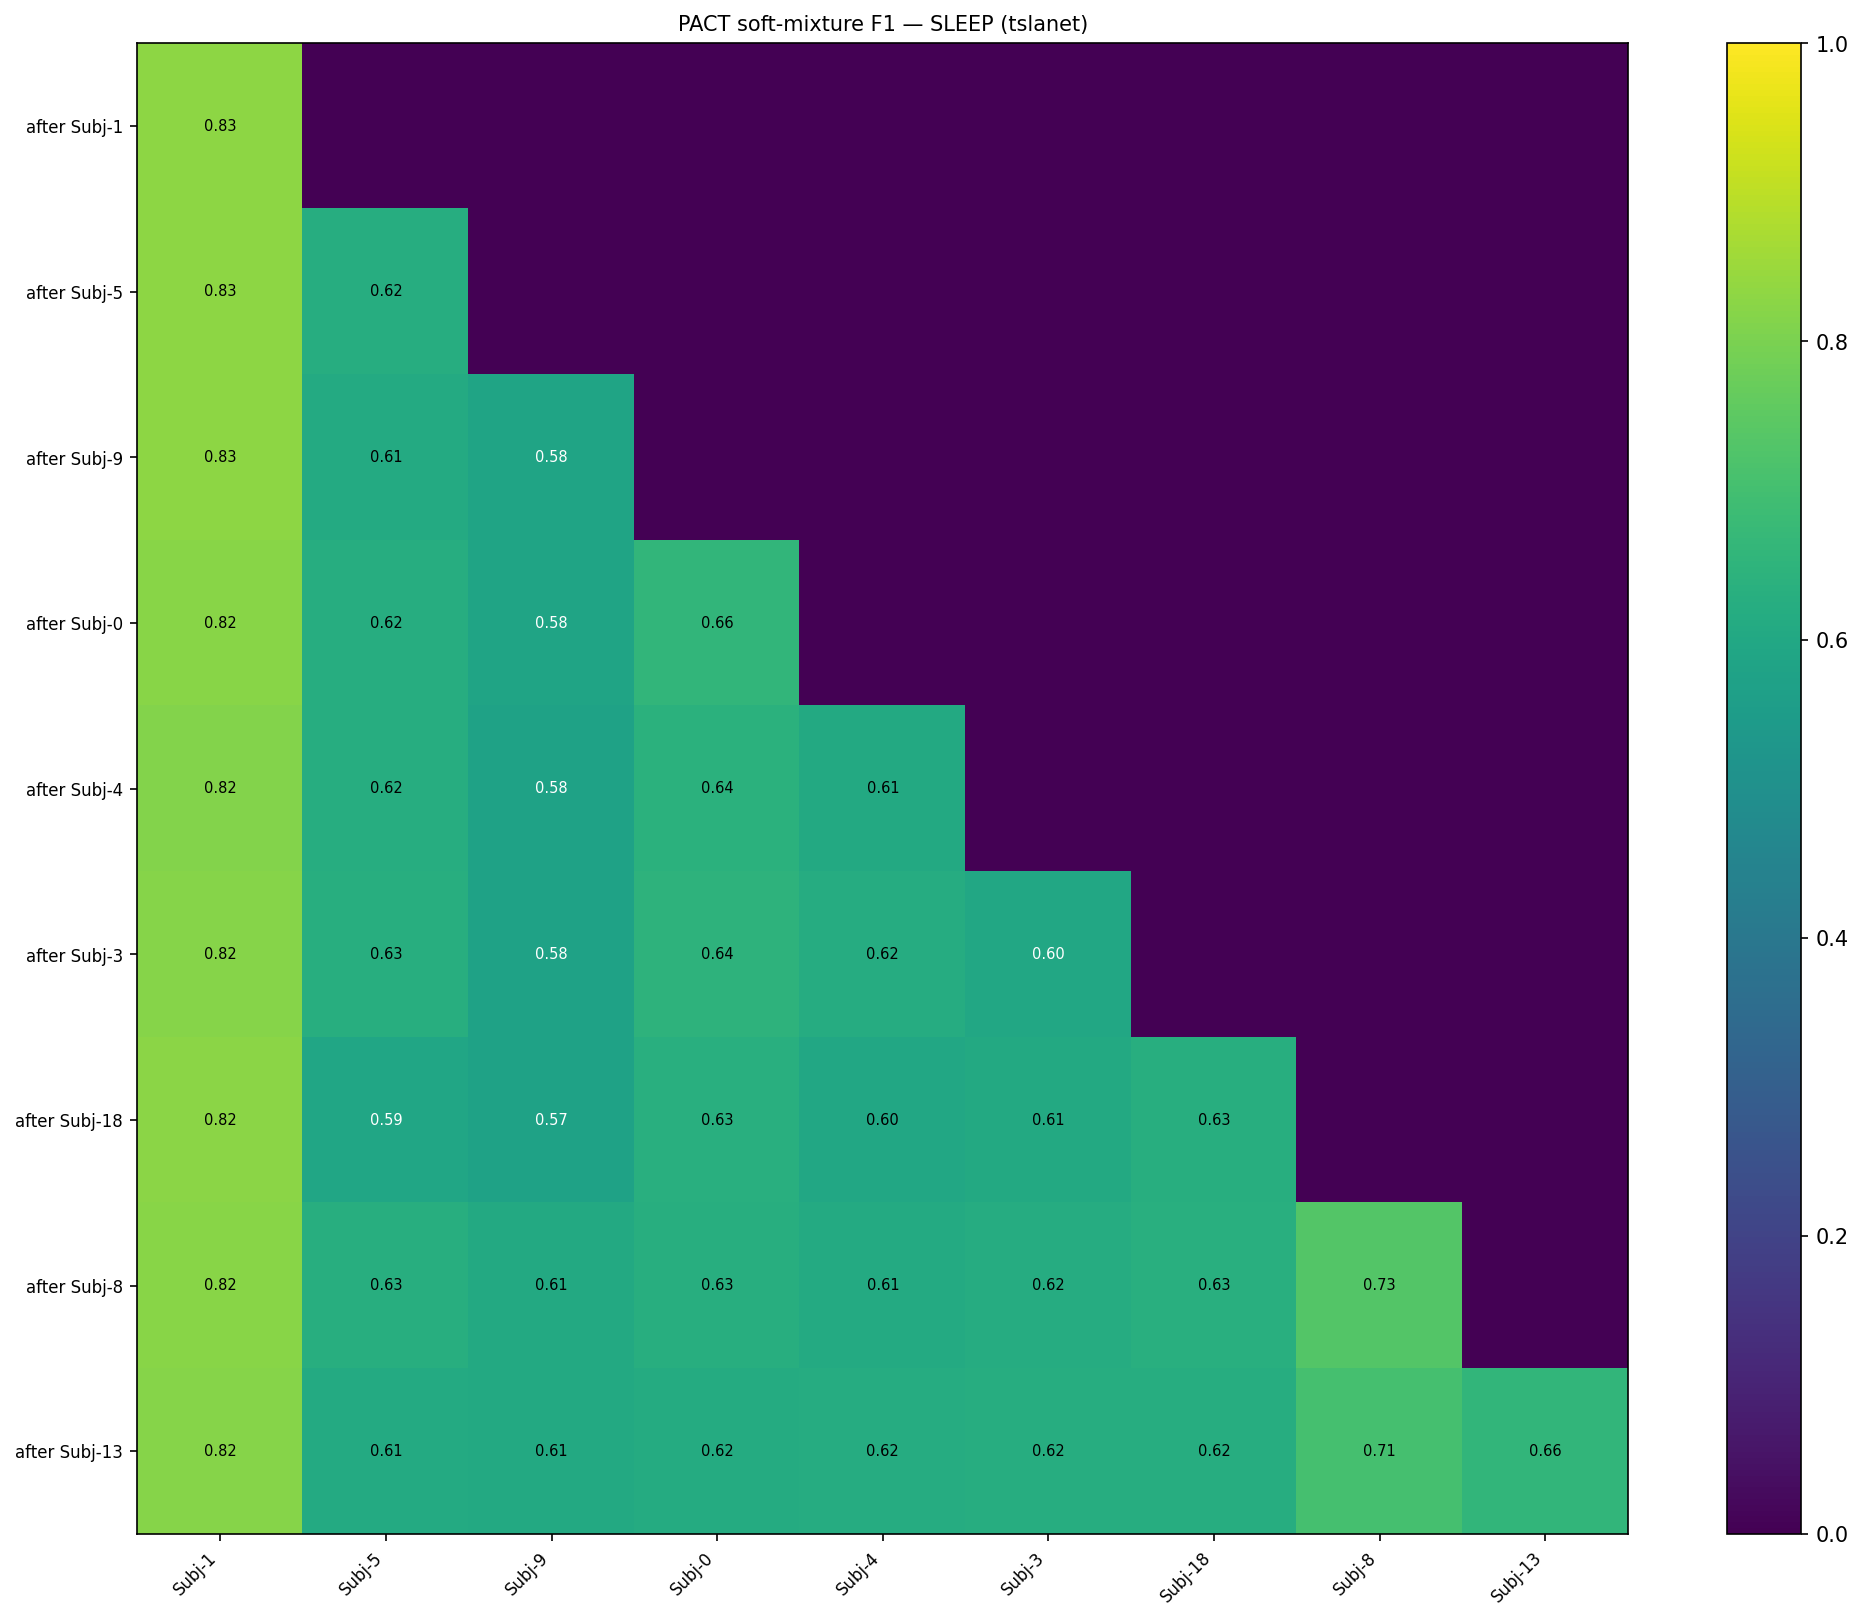 PACT soft-mixture F1 — SLEEP (tslanet)
1.0
after Subj-1 0.83
after Subj-5 0.83 0.62
0.8
after Subj-9 0.83 0.61 0.58
after Subj-0 0.82 0.62 0.58 0.66
0.6
after Subj-4 0.82 0.62 0.58 0.64 0.61
after Subj-3 0.82 0.63 0.58 0.64 0.62 0.60
0.4
after Subj-18 0.82 0.59 0.57 0.63 0.60 0.61 0.63
0.2
after Subj-8 0.82 0.63 0.61 0.63 0.61 0.62 0.63 0.73
after Subj-13 0.82 0.61 0.61 0.62 0.62 0.62 0.62 0.71 0.66
0.0
Subj-1 Subj-5 Subj-9 Subj-0 Subj-4 Subj-3 Subj-18 Subj-8 Subj-13